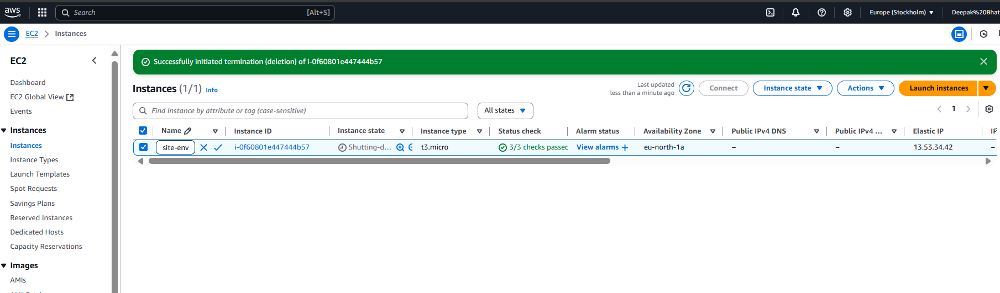 aws
Search [Alt+S]
Europe (Stockholm)
Deepak%20Bhat
EC2 Instances
EC2
Dashboard
EC2 Global View
Events
Instances
Instances
Instance Types
Launch Templates
Spot Requests
Savings Plans
Reserved Instances
Dedicated Hosts
Capacity Reservations
Images
AMIs
Successfully initiated termination (deletion) of i-0f60801e447444b57
Instances (1/1) Info
Last updated
less than a minute ago
Connect
Instance state
Actions
Launch instances
Find Instance by attribute or tag (case-sensitive)
All states
1
Name Instance ID Instance state Instance type Status check Alarm status Availability Zone Public IPv4 DNS Public IPv4 ... Elastic IP IP
site-env i-0f60801e447444b57 Shutting-d... t3.micro 3/3 checks passed View alarms + eu-north-1a – – 13.53.34.42 –